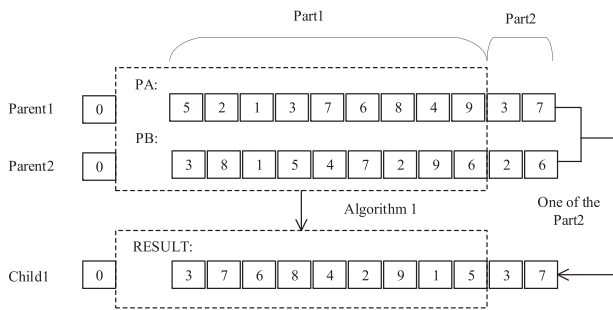 Part1 Part2
PA:
Parent1 0 5 2 1 3 7 6 8 4 9 3 7
PB:
Parent2 0 3 8 1 5 4 7 2 9 6 2 6
Algorithm 1
One of the
Part2
RESULT:
Child1 0 3 7 6 8 4 2 9 1 5 3 7